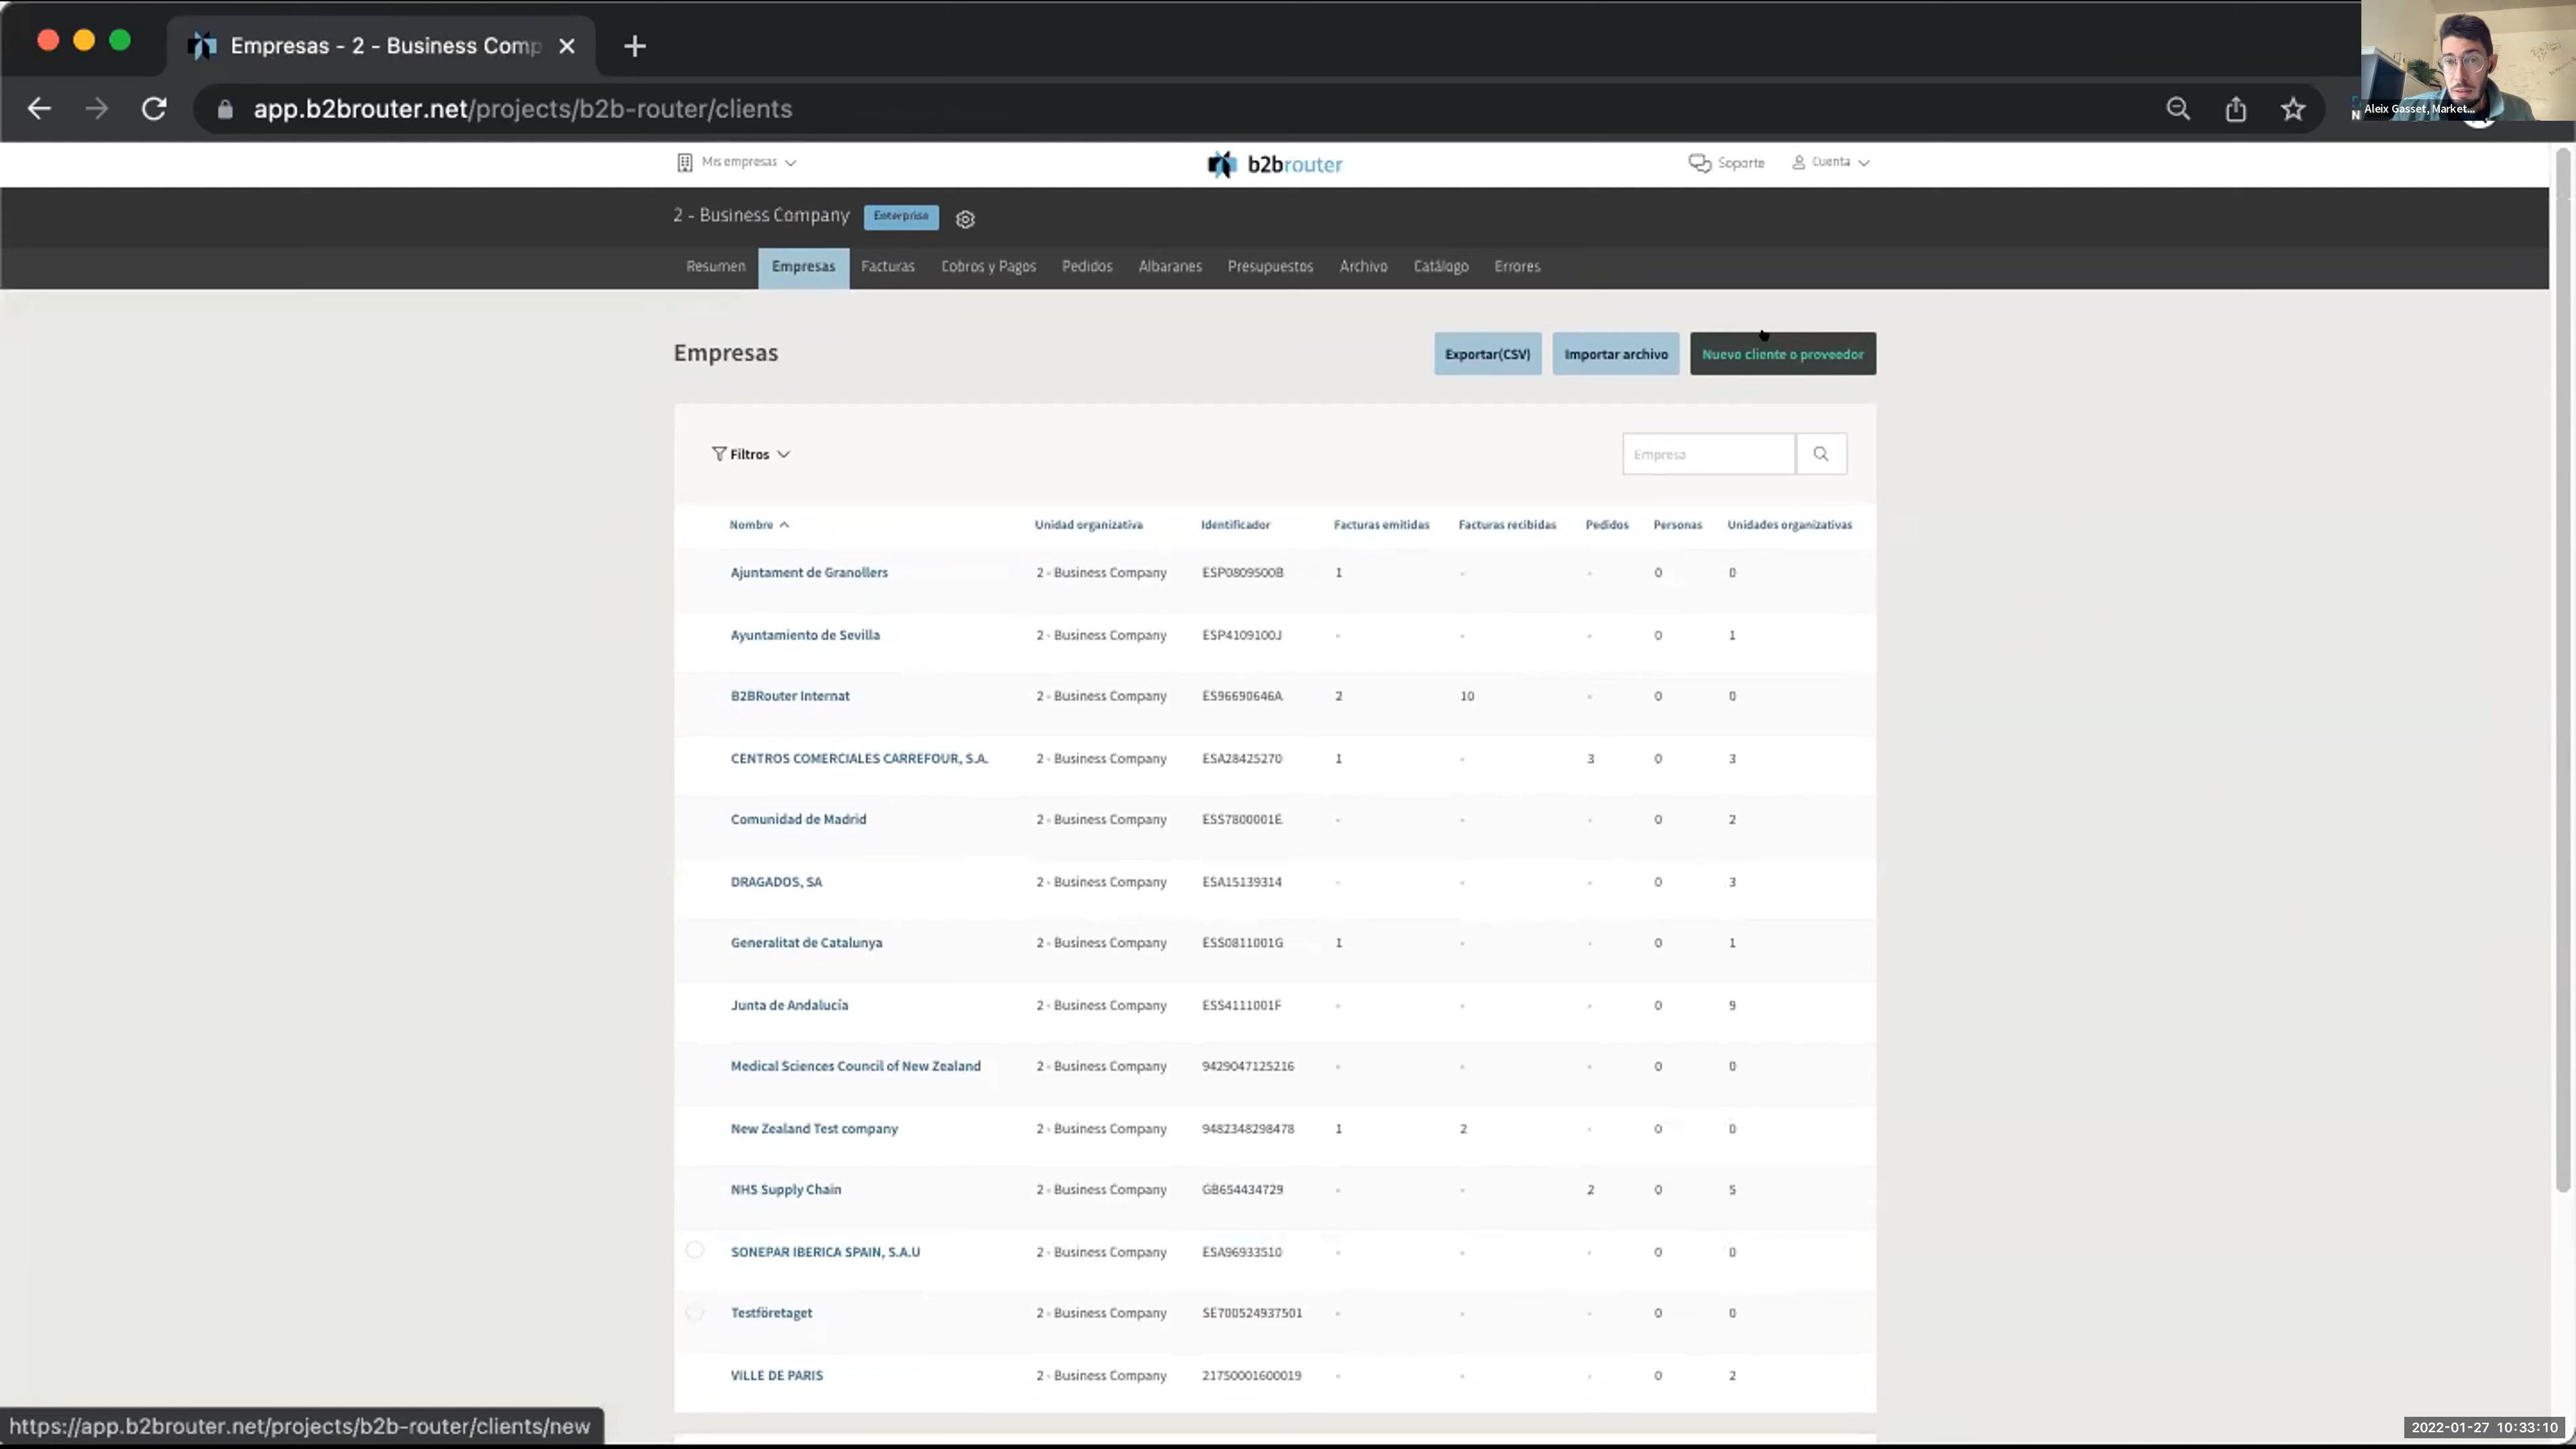 Empresas - 2 - Business Comp
app.b2brouter.net/projects/b2b-router/clients
Aleix Gasset, Market...
N
Mis empresas
b2brouter
Soporte
Cuenta
2 - Business Company
Enterprise
Resumen Empresas Facturas Cobros y Pagos Pedidos Albaranes Presupuestos Archivo Catálogo Errores
Empresas
Exportar(CSV)
Importar archivo
Nuevo cliente o proveedor
Filtros
Empresa
Nombre Unidad organizativa Identificador Facturas emitidas Facturas recibidas Pedidos Personas Unidades organizativas
Ajuntament de Granollers 2 - Business Company ESP0809500B 1 - - 0 0
Ayuntamiento de Sevilla 2 - Business Company ESP4109100J - - - 0 1
B2BRouter Internat 2 - Business Company ES96690646A 2 10 - 0 0
CENTROS COMERCIALES CARREFOUR, S.A. 2 - Business Company ESA28425270 1 - 3 0 3
Comunidad de Madrid 2 - Business Company ESS7800001E - - - 0 2
DRAGADOS, SA 2 - Business Company ESA15139314 - - - 0 3
Generalitat de Catalunya 2 - Business Company ESS0811001G 1 - - 0 1
Junta de Andalucía 2 - Business Company ESS4111001F - - - 0 9
Medical Sciences Council of New Zealand 2 - Business Company 9429047125216 - - - 0 0
New Zealand Test company 2 - Business Company 9482348298478 1 2 - 0 0
NHS Supply Chain 2 - Business Company GB654434729 - - 2 0 5
SONEPAR IBERICA SPAIN, S.A.U 2 - Business Company ESA96933510 - - - 0 0
Testföretaget 2 - Business Company SE700524937501 - - - 0 0
VILLE DE PARIS 2 - Business Company 21750001600019 - - - 0 2
https://app.b2brouter.net/projects/b2b-router/clients/new
2022-01-27 10:33:10